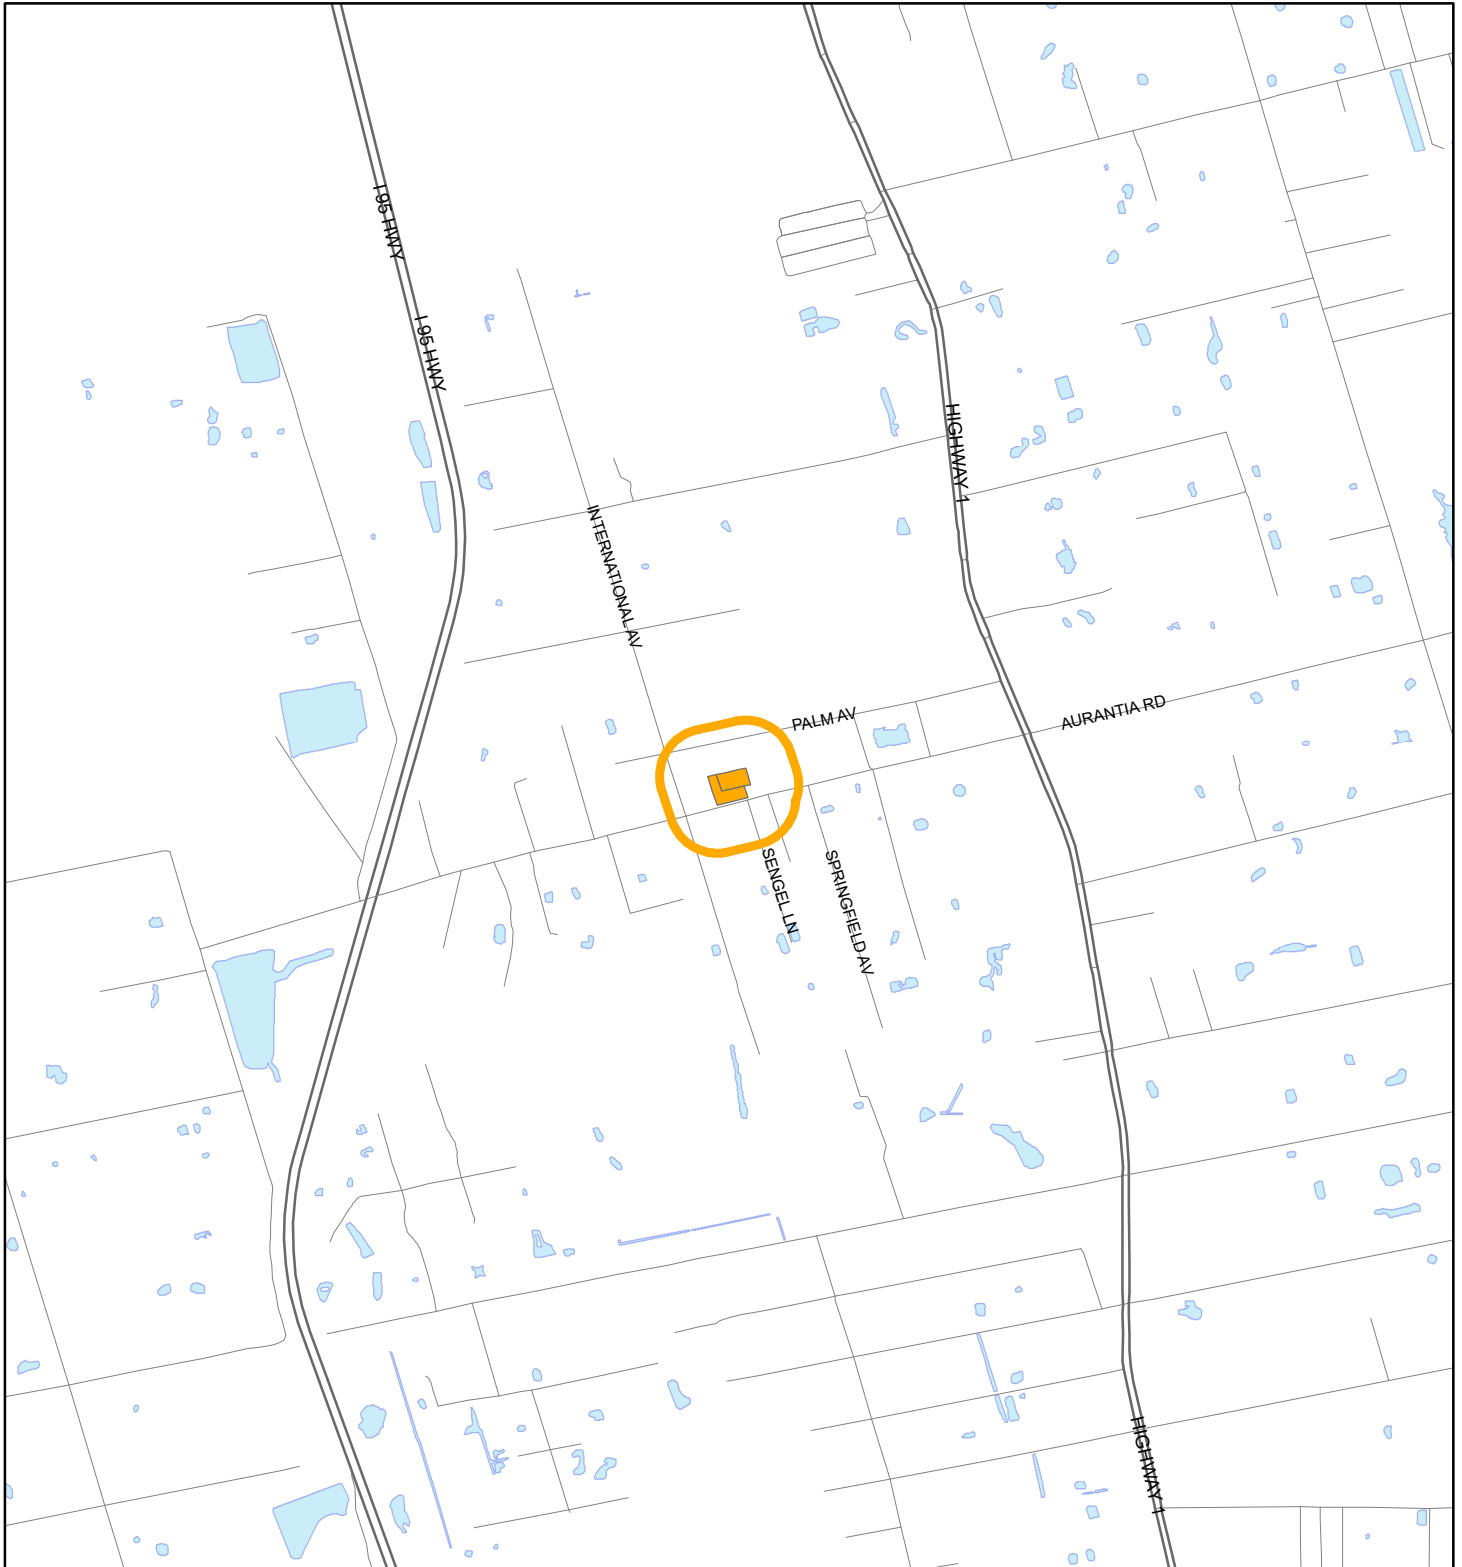 I 95 HWY
I 95 HWY
HIGHWAY 1
INTERNATIONAL AV
PALM AV
AURANTIA RD
SENGEL LN
SPRINGFIELD AV
HIGHWAY 1